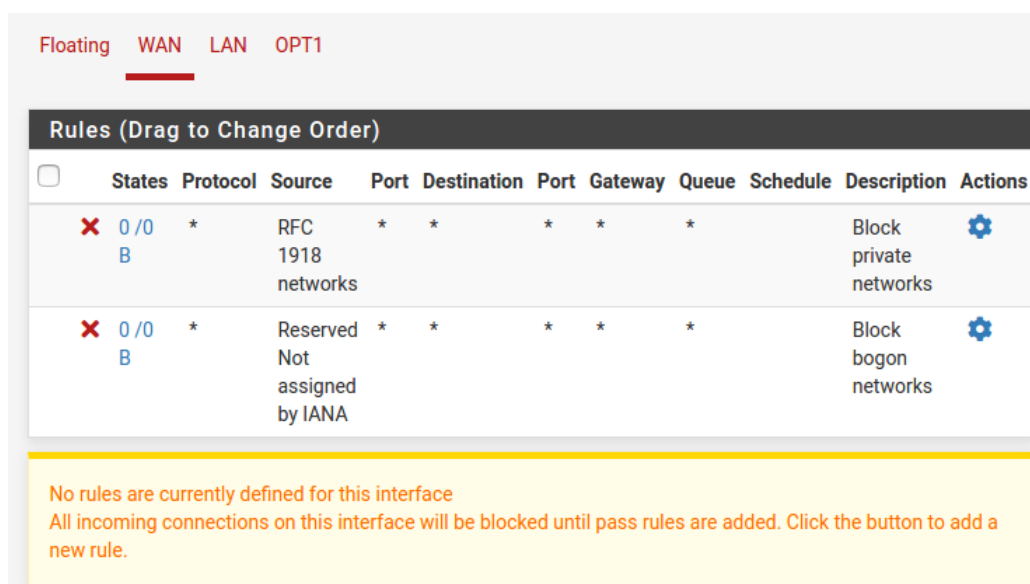 Floating WAN LAN OPT1
Rules (Drag to Change Order)
States Protocol Source Port Destination Port Gateway Queue Schedule Description Actions
0 /0 B * RFC 1918 networks * * * * * Block private networks
0 /0 B * Reserved Not assigned by IANA * * * * * Block bogon networks
No rules are currently defined for this interface
All incoming connections on this interface will be blocked until pass rules are added. Click the button to add a
new rule.